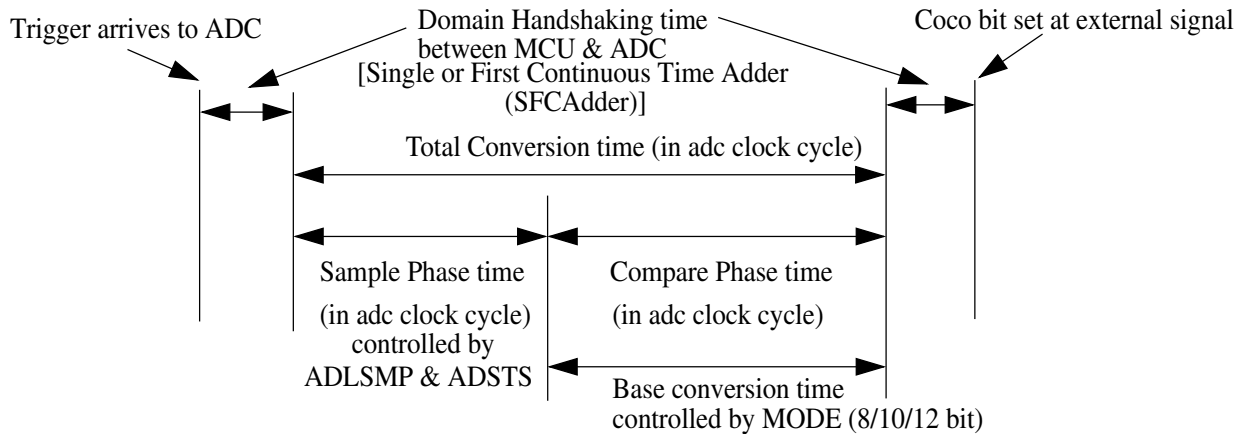 Trigger arrives to ADC
Domain Handshaking time
between MCU & ADC
[Single or First Continuous Time Adder
(SFCAdder)]
Coco bit set at external signal
Total Conversion time (in adc clock cycle)
Sample Phase time
(in adc clock cycle)
controlled by
ADLSMP & ADSTS
Compare Phase time
(in adc clock cycle)
Base conversion time
controlled by MODE (8/10/12 bit)